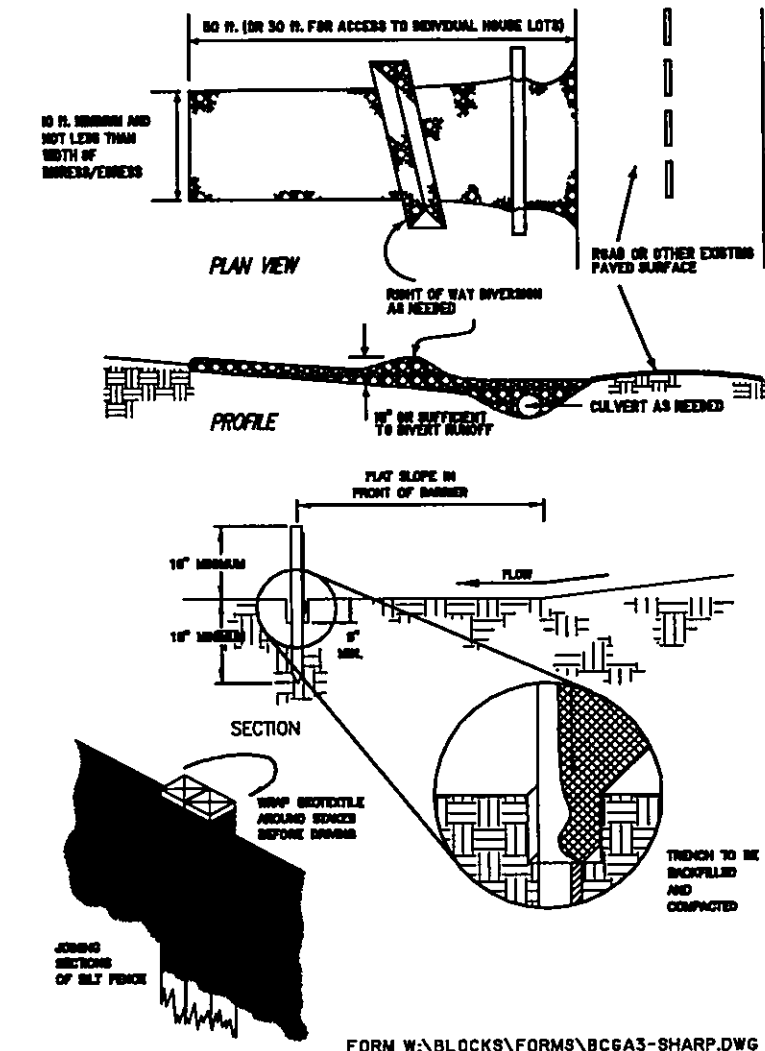 50 ft. (OR 30 ft. FOR ACCESS TO INDIVIDUAL HOUSE LOTS)
10 ft. MINIMUM AND
NOT LESS THAN
WIDTH OF
INGRESS/EGRESS
PLAN VIEW
ROAD OR OTHER EXISTING
PAVED SURFACE
RIGHT OF WAY DIVERSION
AS NEEDED
PROFILE
OR SUFFICIENT
TO DIVERT RUNOFF
CULVERT AS NEEDED
FLAT SLOPE IN
FRONT OF BARRIER
MINIMUM
FLOW
MINIMUM
MIN.
SECTION
WRAP GEOTEXTILE
AROUND STAKES
BEFORE DRIVING
TRENCH TO BE
BACKFILLED
AND
COMPACTED
JOINING
SECTIONS
OF SILT FENCE
FORM W:\BLOCKS\FORMS\BCGA3-SHARP.DWG